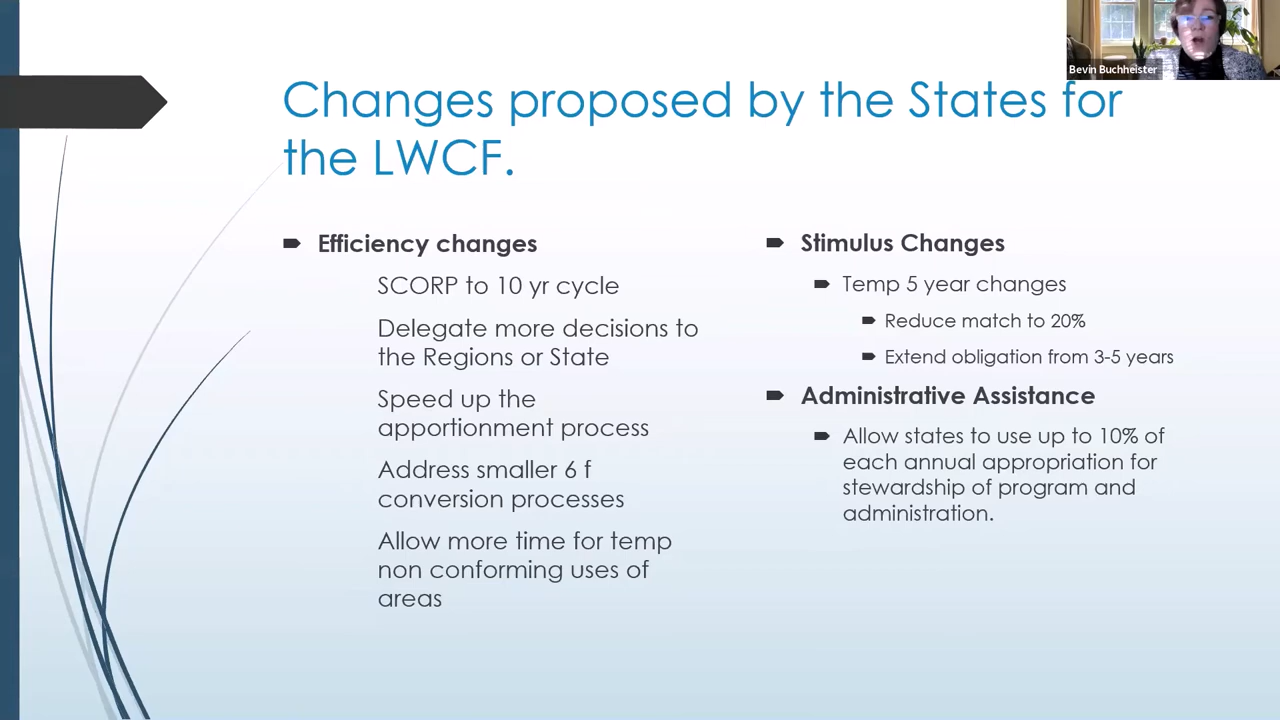 Bevin Buchheister
Changes proposed by the States for
the LWCF.
Efficiency changes
SCORP to 10 yr cycle
Delegate more decisions to
the Regions or State
Speed up the
apportionment process
Address smaller 6 f
conversion processes
Allow more time for temp
non conforming uses of
areas
Stimulus Changes
Temp 5 year changes
Reduce match to 20%
Extend obligation from 3-5 years
Administrative Assistance
Allow states to use up to 10% of
each annual appropriation for
stewardship of program and
administration.